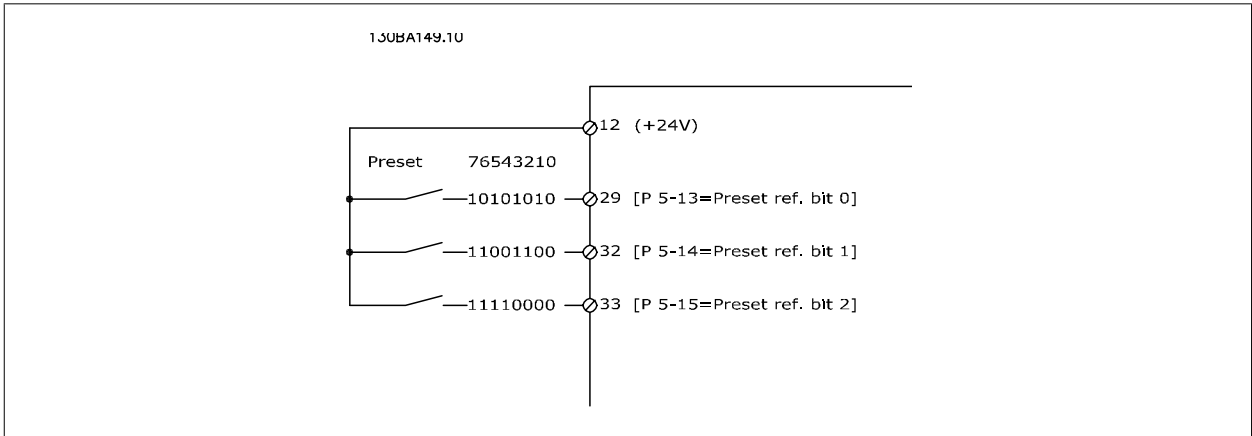 130BA149.10
12 (+24V)
Preset 76543210
10101010 29 [P 5-13=Preset ref. bit 0]
11001100 32 [P 5-14=Preset ref. bit 1]
11110000 33 [P 5-15=Preset ref. bit 2]